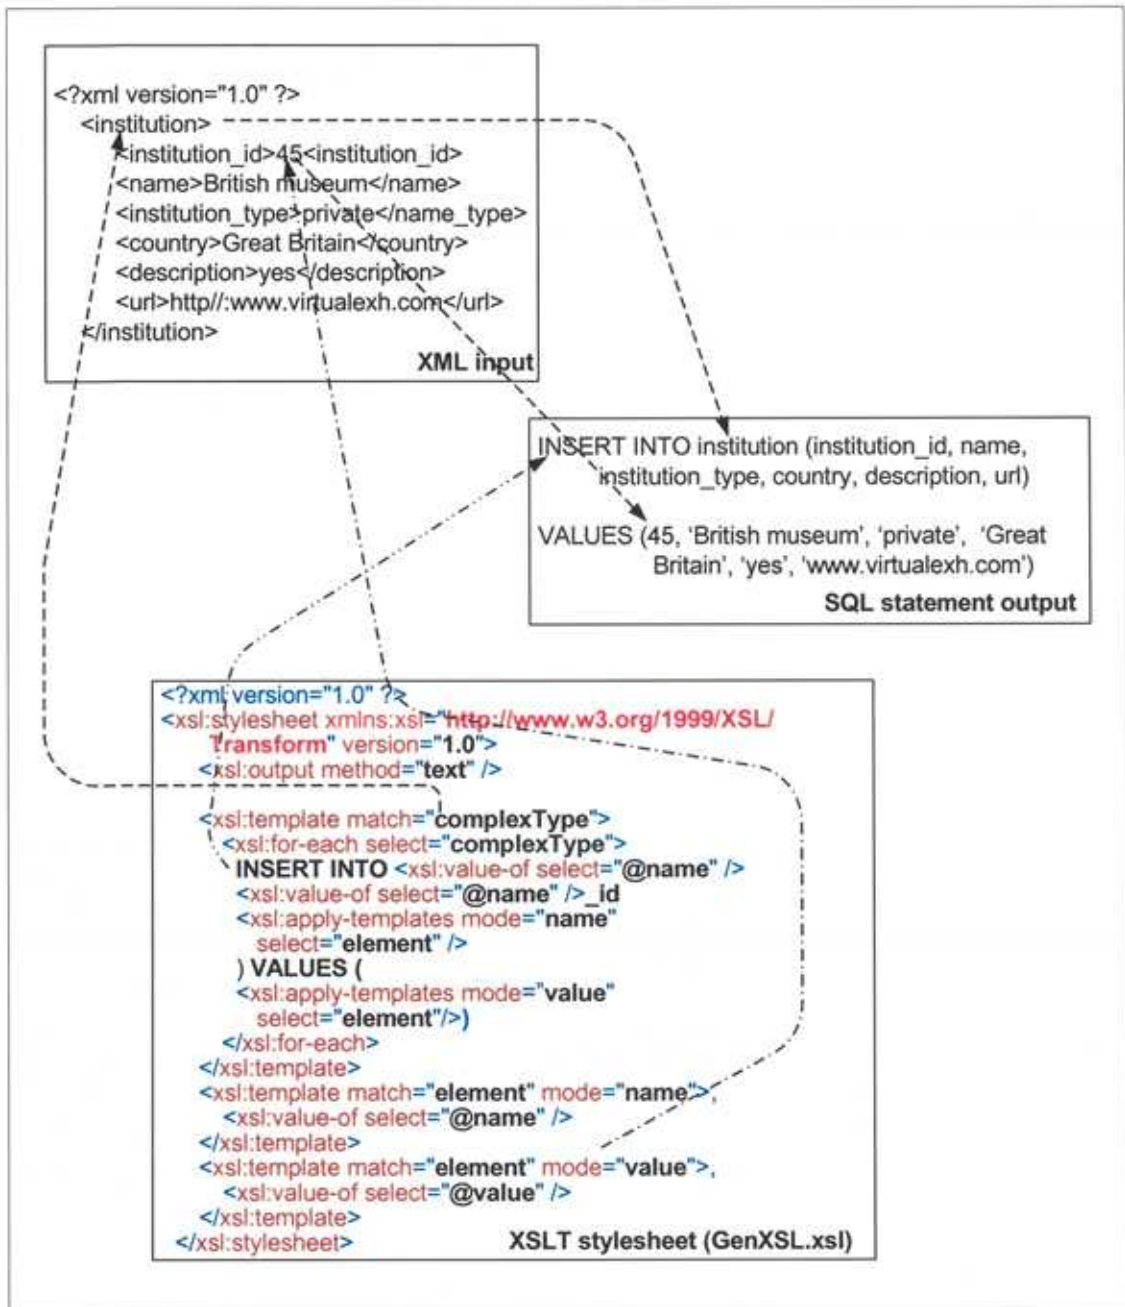 <?xml version="1.0" ?>
<institution>
<institution_id>45<institution_id>
<name>British museum</name>
<institution_type>private</name_type>
<country>Great Britain</country>
<description>yes</description>
<url>http//:www.virtualexh.com</url>
</institution>
XML input
INSERT INTO institution (institution_id, name,
institution_type, country, description, url)
VALUES (45, ‘British museum’, ‘private’, ‘Great
Britain’, ‘yes’, ‘www.virtualexh.com’)
SQL statement output
<?xml version="1.0" ?>
<xsl:stylesheet xmlns:xsl="http://www.w3.org/1999/XSL/
Transform" version="1.0">
<xsl:output method="text" />
<xsl:template match="complexType">
<xsl:for-each select="complexType">
INSERT INTO <xsl:value-of select="@name" />
<xsl:value-of select="@name" />_id
<xsl:apply-templates mode="name"
select="element" />
) VALUES (
<xsl:apply-templates mode="value"
select="element"/>)
</xsl:for-each>
</xsl:template>
<xsl:template match="element" mode="name">,
<xsl:value-of select="@name" />
</xsl:template>
<xsl:template match="element" mode="value">,
<xsl:value-of select="@value" />
</xsl:template>
</xsl:stylesheet>
XSLT stylesheet (GenXSL.xsl)